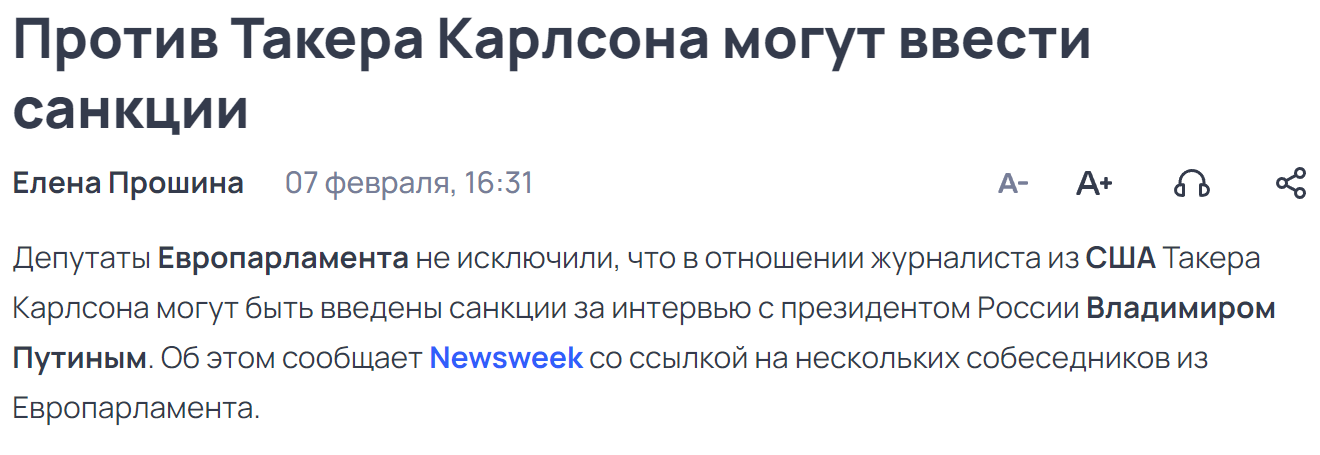 Против Такера Карлсона могут ввести
санкции
Елена Прошина 07 февраля, 16:31 A- A+
Депутаты Европарламента не исключили, что в отношении журналиста из США Такера
Карлсона могут быть введены санкции за интервью с президентом России Владимиром
Путиным. Об этом сообщает Newsweek со ссылкой на нескольких собеседников из
Европарламента.